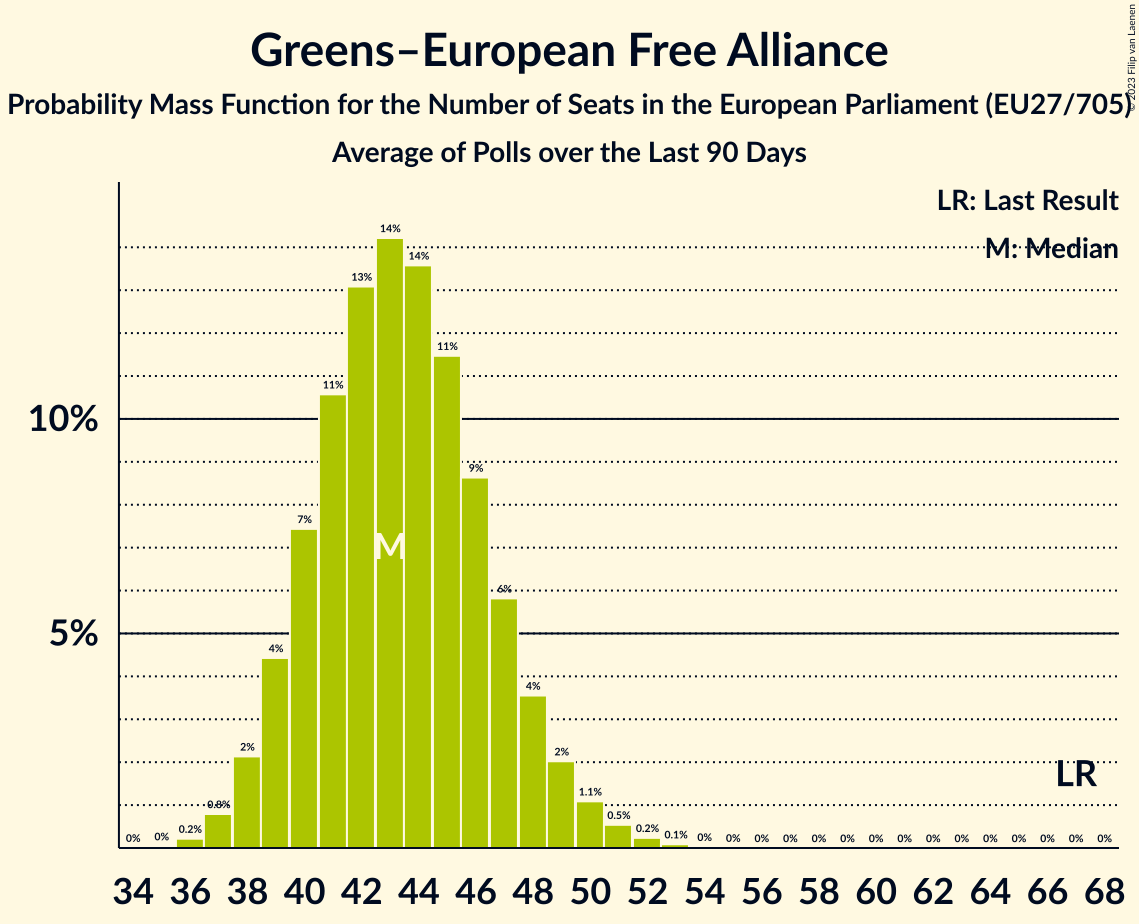 © 2023 Filip van Laenen
Greens–European Free Alliance
Probability Mass Function for the Number of Seats in the European Parliament (EU27/705)
Average of Polls over the Last 90 Days
LR: Last Result
M: Median
10%
5%
0% 0% 0.2% 0.8% 2% 4% 7% 11% 13% 14% 14% 11% 9% 6% 4% 2% 1.1% 0.5% 0.2% 0.1% 0% 0% 0% 0% 0% 0% 0% 0% 0% 0% 0% 0% 0% 0% 0%
M
LR
34 36 38 40 42 44 46 48 50 52 54 56 58 60 62 64 66 68